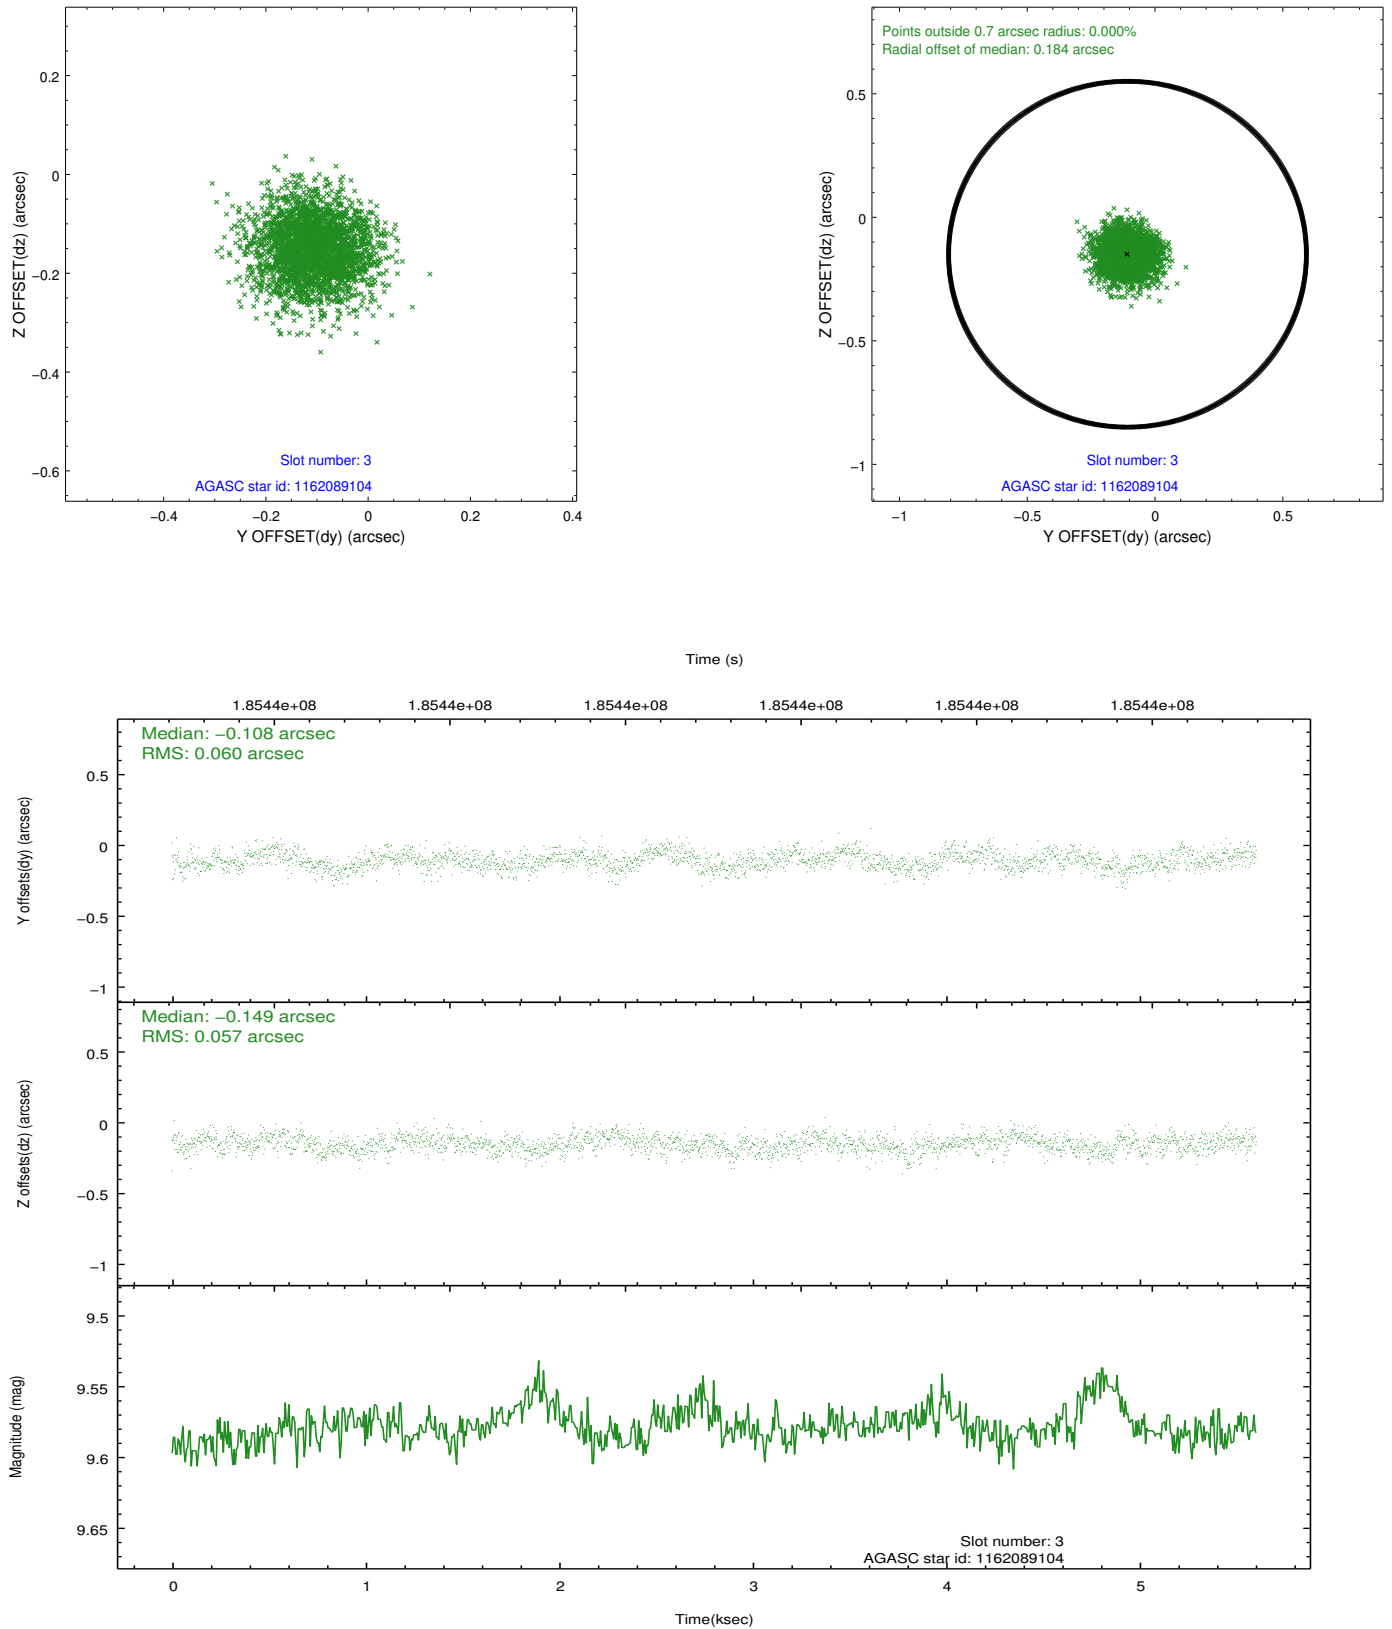 0.2
0
−0.2
−0.4
−0.6
Z OFFSET(dz) (arcsec)
Slot number: 3
AGASC star id: 1162089104
−0.4
−0.2
0
0.2
0.4
Y OFFSET(dy) (arcsec)
Points outside 0.7 arcsec radius: 0.000%
Radial offset of median: 0.184 arcsec
0.5
0
−0.5
−1
Z OFFSET(dz) (arcsec)
Slot number: 3
AGASC star id: 1162089104
−1
−0.5
0
0.5
Y OFFSET(dy) (arcsec)
Time (s)
1.8544e+08
1.8544e+08
1.8544e+08
1.8544e+08
1.8544e+08
1.8544e+08
Median: −0.108 arcsec
RMS: 0.060 arcsec
0.5
0
−0.5
−1
Y offsets(dy) (arcsec)
Median: −0.149 arcsec
RMS: 0.057 arcsec
0.5
0
−0.5
−1
Z offsets(dz) (arcsec)
9.5
9.55
9.6
9.65
Magnitude (mag)
Slot number: 3
AGASC star id: 1162089104
0
1
2
3
4
5
Time(ksec)